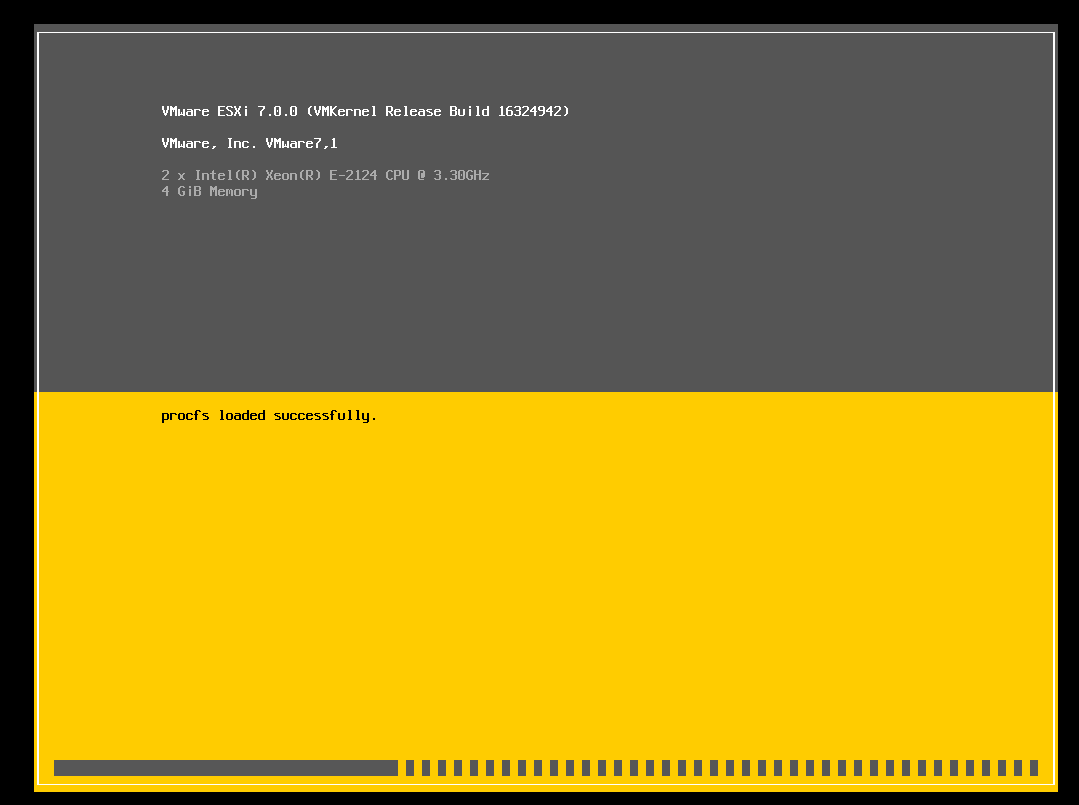 VMware ESXi 7.0.0 (VMKernel Release Build 16324942)
VMware, Inc. VMware7,1
2 x Intel(R) Xeon(R) E-2124 CPU @ 3.30GHz
4 GiB Memory
procfs loaded successfully.